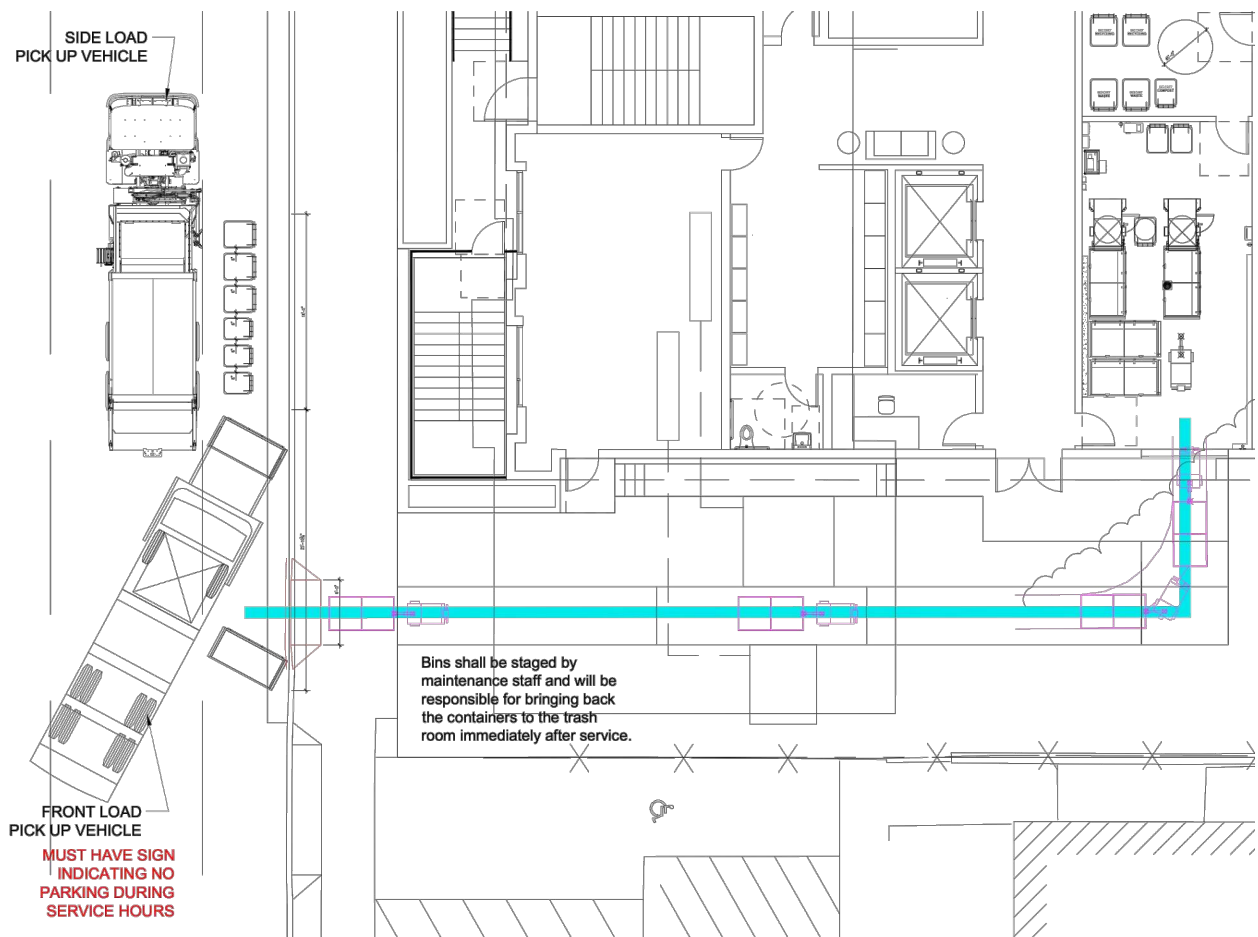 SIDE LOAD
PICK UP VEHICLE
Bins shall be staged by
maintenance staff and will be
responsible for bringing back
the containers to the trash
room immediately after service.
FRONT LOAD
PICK UP VEHICLE
MUST HAVE SIGN
INDICATING NO
PARKING DURING
SERVICE HOURS